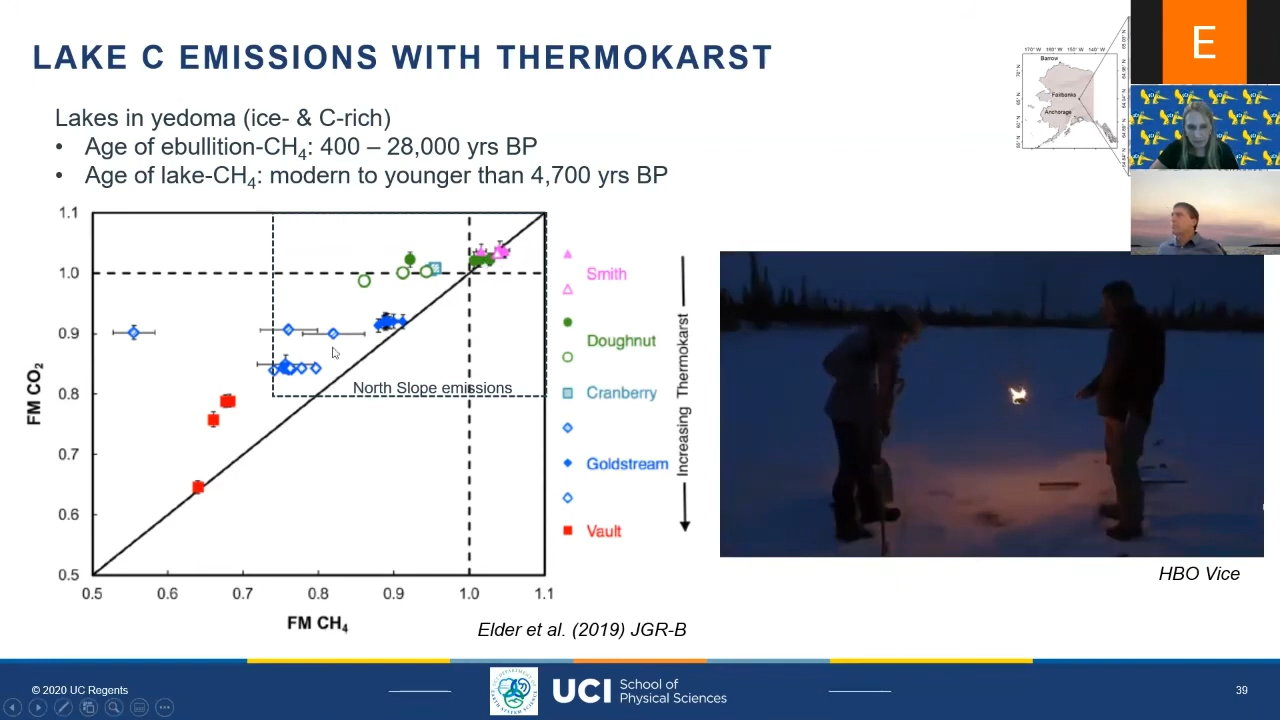 LAKE C EMISSIONS WITH THERMOKARST
Lakes in yedoma (ice- & C-rich)
• Age of ebullition-CH₄: 400 – 28,000 yrs BP
• Age of lake-CH₄: modern to younger than 4,700 yrs BP
Barrow
Fairbanks
Anchorage
E
1.1
1.0
0.9
0.8
0.7
0.6
0.5
FM CO₂
North Slope emissions
0.5 0.6 0.7 0.8 0.9 1.0 1.1
FM CH₄
Smith
Doughnut
Cranberry
Goldstream
Vault
Increasing Thermokarst
HBO Vice
Elder et al. (2019) JGR-B
© 2020 UC Regents
UCI School of
Physical Sciences
39